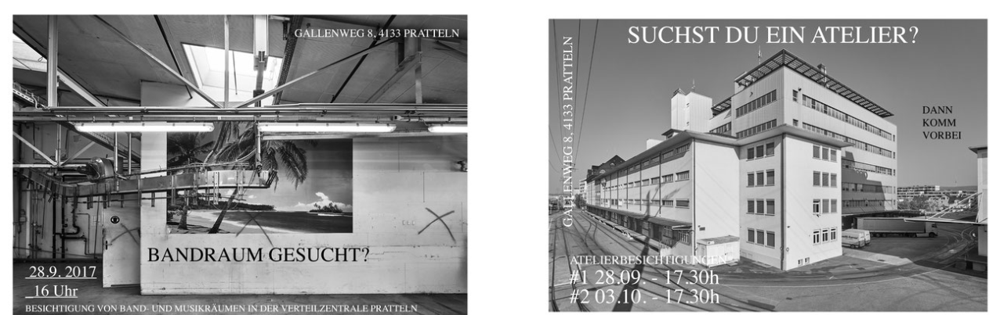 GALLENWEG 8, 4133 PRATTELN
BANDRAUM GESUCHT?
28.9. 2017
16 Uhr
BESICHTIGUNG VON BAND- UND MUSIKRÄUMEN IN DER VERTEILZENTRALE PRATTELN
SUCHST DU EIN ATELIER?
GALLENWEG 8, 4133 PRATTELN
DANN
KOMM
VORBEI
ATELIERBESICHTIGUNGEN
#1 28.09. - 17.30h
#2 03.10. - 17.30h